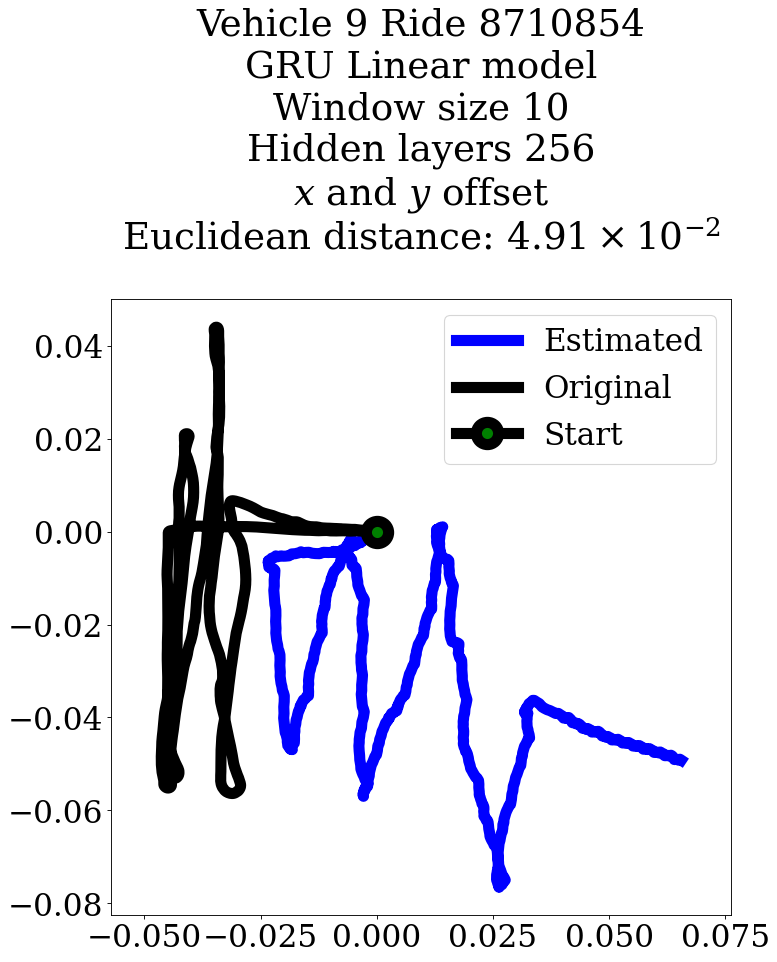 Vehicle 9 Ride 8710854
GRU Linear model
Window size 10
Hidden layers 256
x and y offset
Euclidean distance: 4.91 × 10⁻²
Estimated
Original
Start
0.04
0.02
0.00
−0.02
−0.04
−0.06
−0.08
−0.050 −0.025 0.000 0.025 0.050 0.075